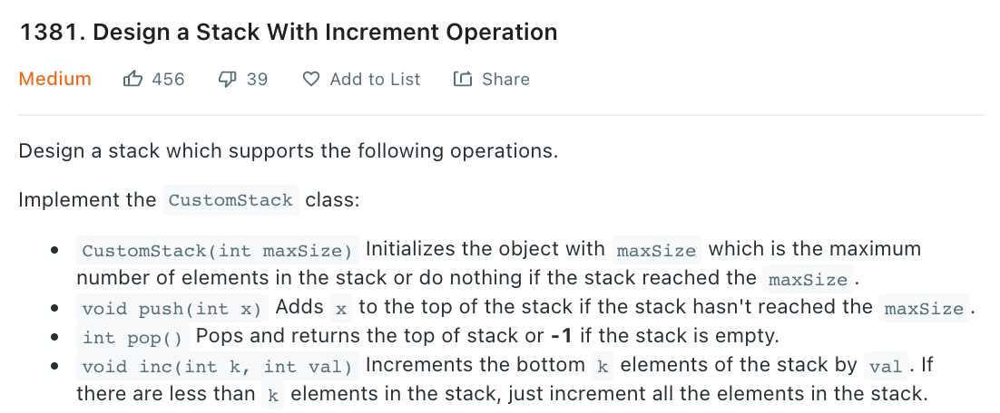 1381. Design a Stack With Increment Operation
Medium 456 39 Add to List Share
Design a stack which supports the following operations.
Implement the CustomStack class:
• CustomStack(int maxSize) Initializes the object with maxSize which is the maximum
number of elements in the stack or do nothing if the stack reached the maxSize.
• void push(int x) Adds x to the top of the stack if the stack hasn't reached the maxSize.
• int pop() Pops and returns the top of stack or -1 if the stack is empty.
• void inc(int k, int val) Increments the bottom k elements of the stack by val. If
there are less than k elements in the stack, just increment all the elements in the stack.